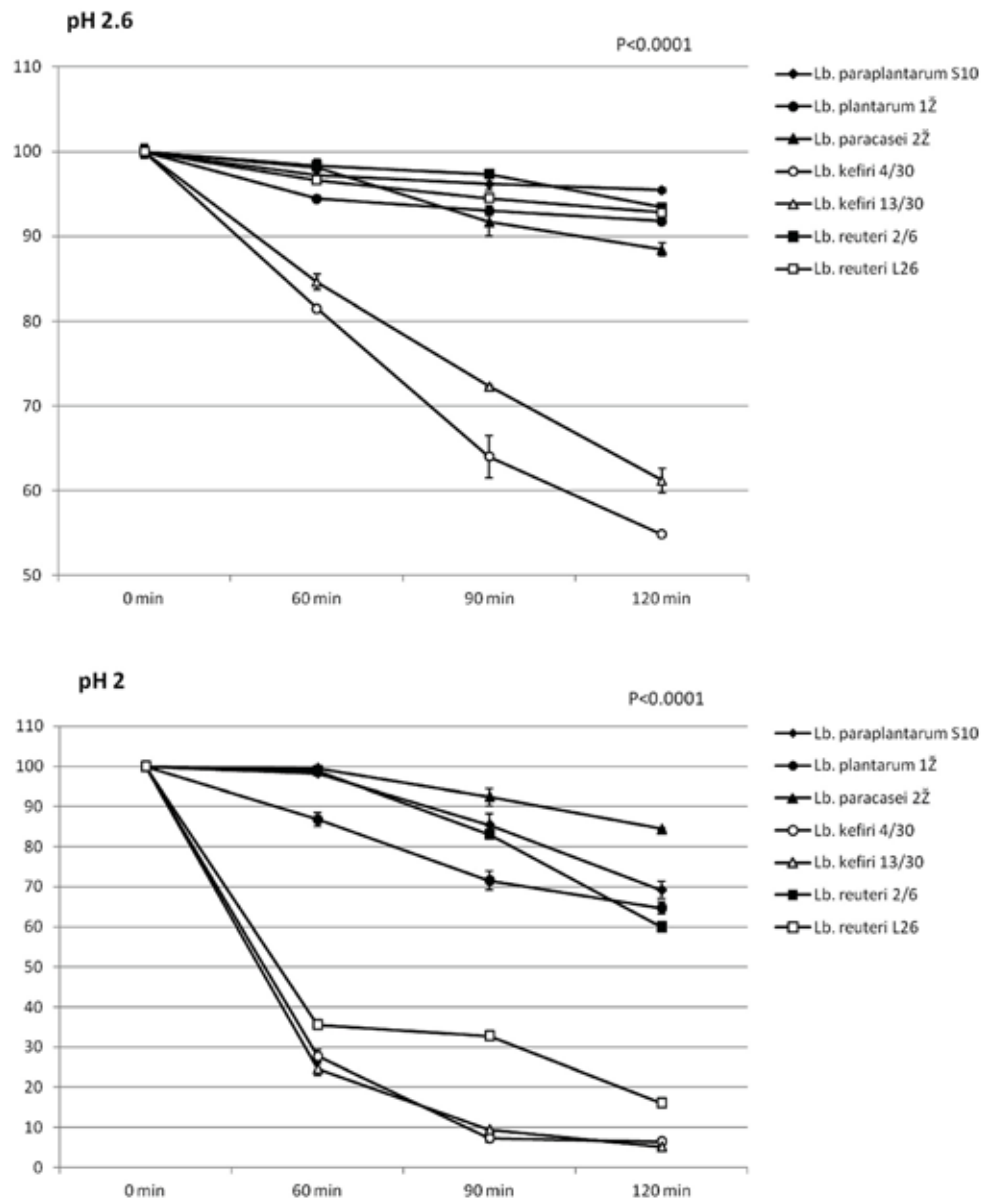 pH 2.6
P<0.0001
110
100
90
80
70
60
50
0 min
60 min
90 min
120 min
Lb. paraplantarum S10
Lb. plantarum 1Ž
Lb. paracasei 2Ž
Lb. kefiri 4/30
Lb. kefiri 13/30
Lb. reuteri 2/6
Lb. reuteri L26
pH 2
P<0.0001
110
100
90
80
70
60
50
40
30
20
10
0
0 min
60 min
90 min
120 min
Lb. paraplantarum S10
Lb. plantarum 1Ž
Lb. paracasei 2Ž
Lb. kefiri 4/30
Lb. kefiri 13/30
Lb. reuteri 2/6
Lb. reuteri L26